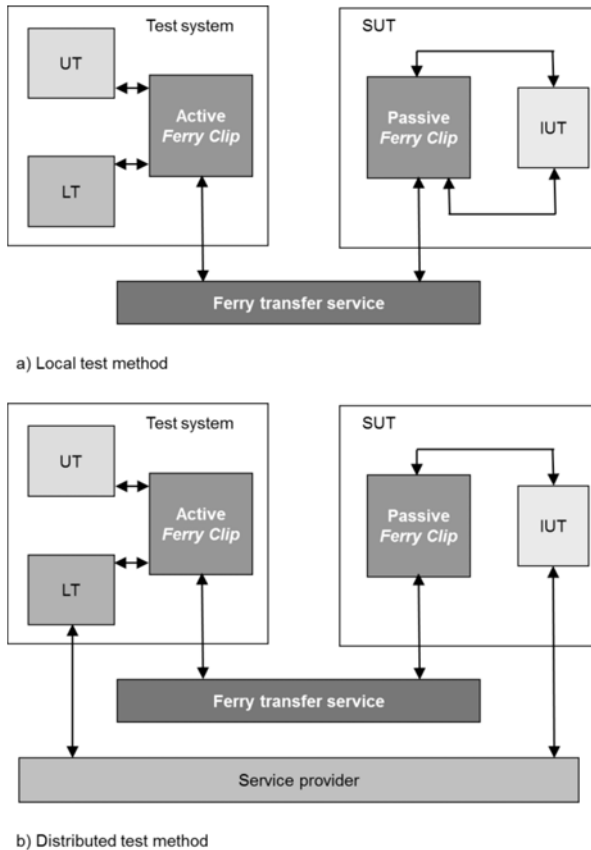 Test system
SUT
UT
Active
Ferry Clip
Passive
Ferry Clip
IUT
LT
Ferry transfer service
a) Local test method
Test system
SUT
UT
Active
Ferry Clip
Passive
Ferry Clip
IUT
LT
Ferry transfer service
Service provider
b) Distributed test method